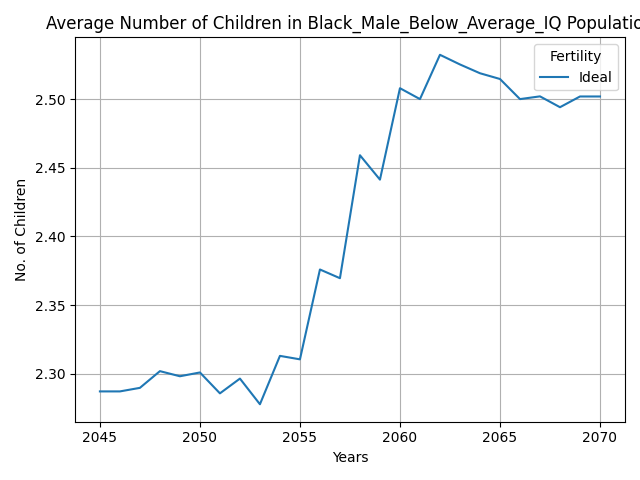 Average Number of Children in Black_Male_Below_Average_IQ Populatio
Fertility
Ideal
2.50
2.45
2.40
2.35
2.30
No. of Children
2045 2050 2055 2060 2065 2070
Years